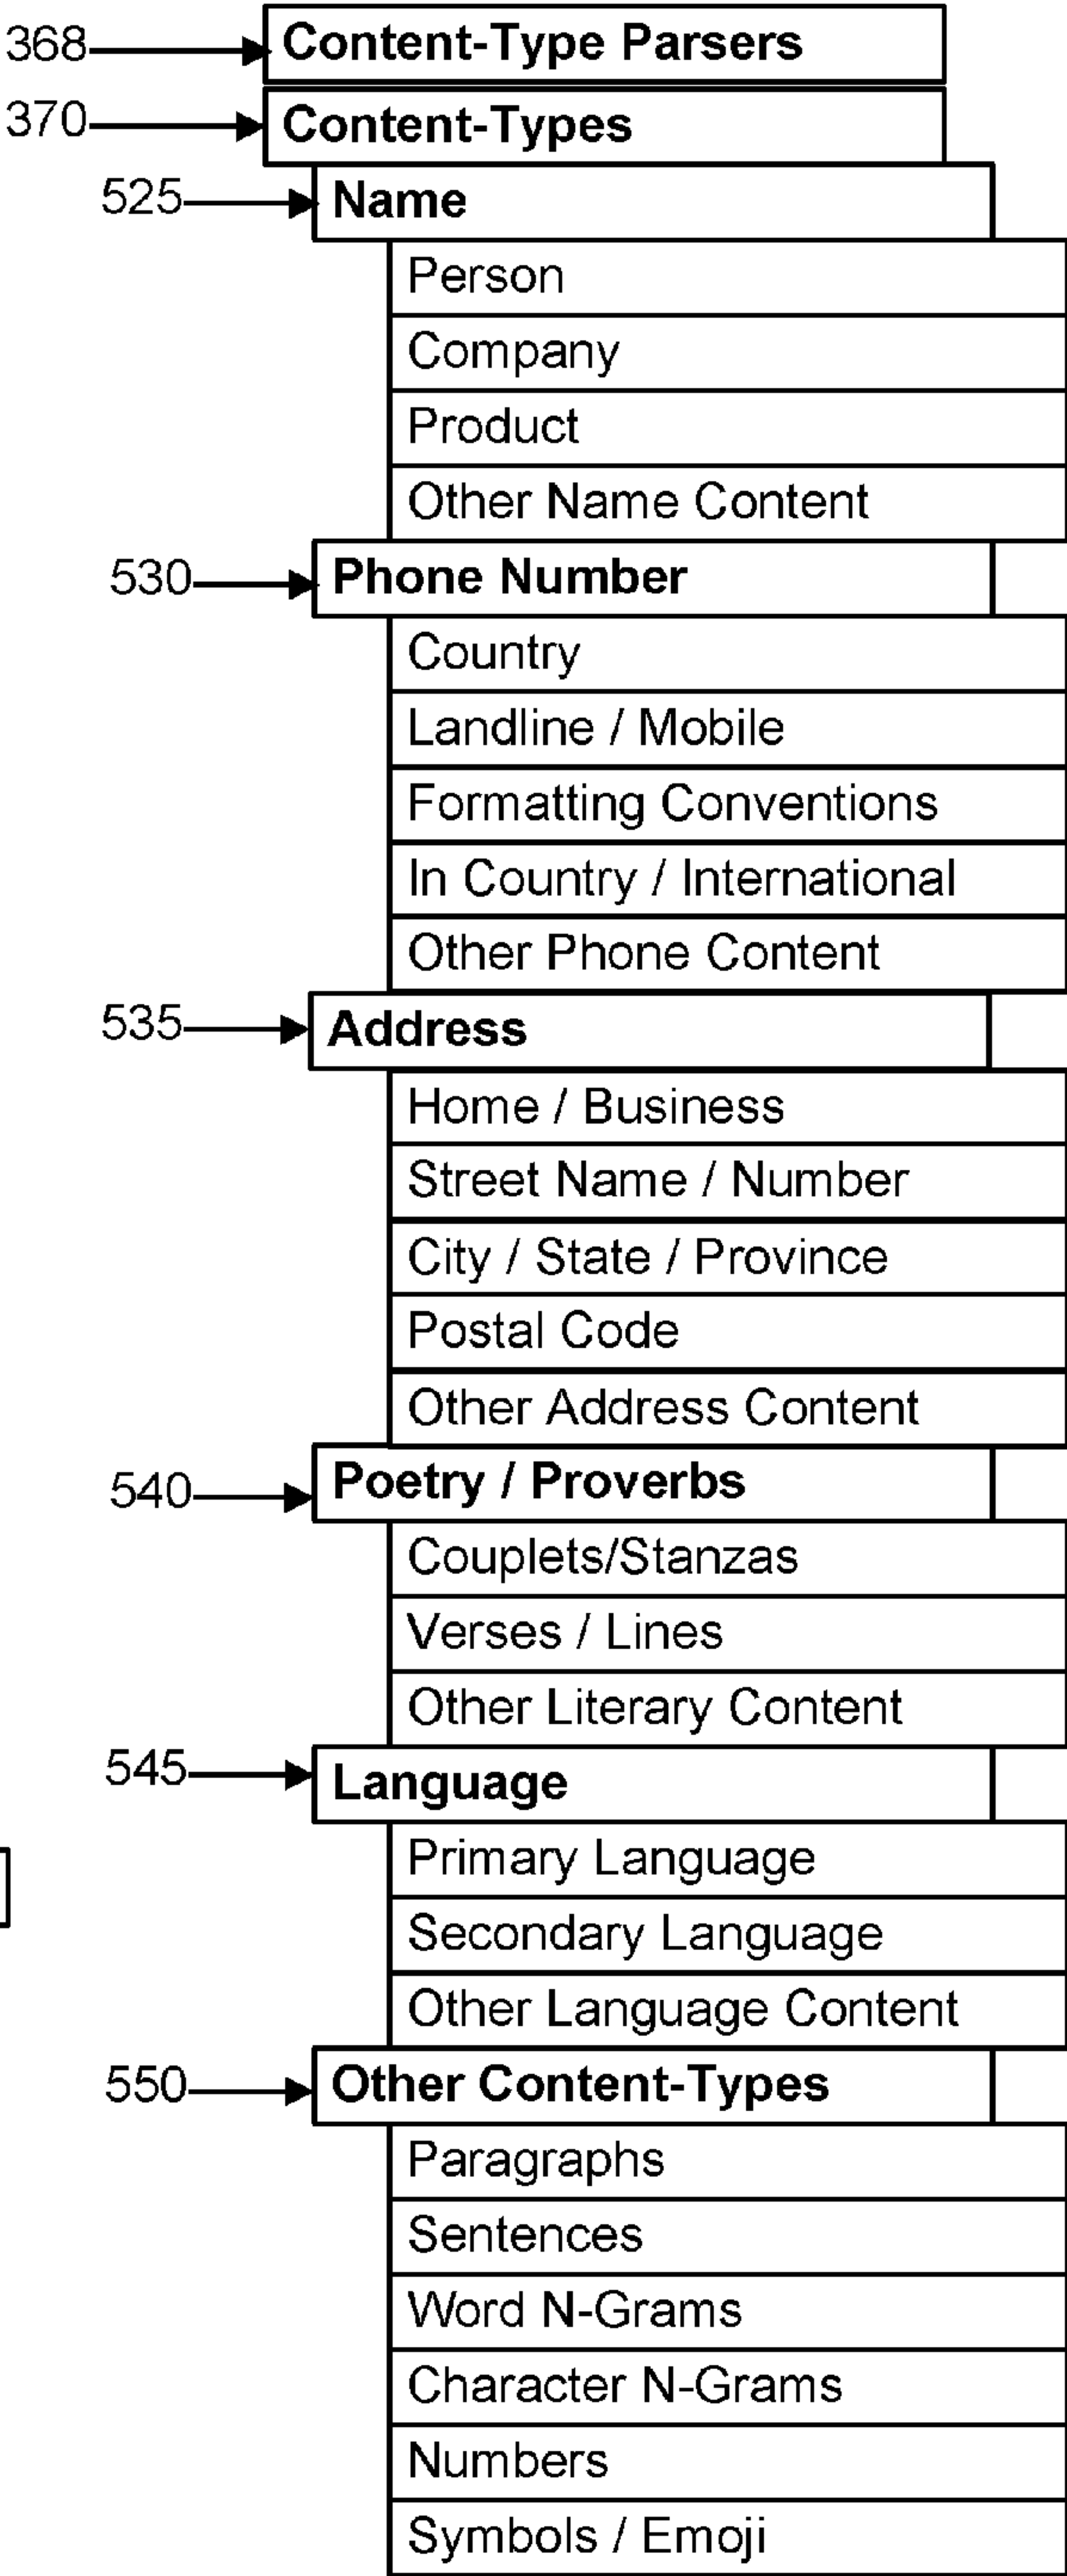 368 Content-Type Parsers
370 Content-Types
525 Name
Person
Company
Product
Other Name Content
530 Phone Number
Country
Landline / Mobile
Formatting Conventions
In Country / International
Other Phone Content
535 Address
Home / Business
Street Name / Number
City / State / Province
Postal Code
Other Address Content
540 Poetry / Proverbs
Couplets/Stanzas
Verses / Lines
Other Literary Content
545 Language
Primary Language
Secondary Language
Other Language Content
550 Other Content-Types
Paragraphs
Sentences
Word N-Grams
Character N-Grams
Numbers
Symbols / Emoji